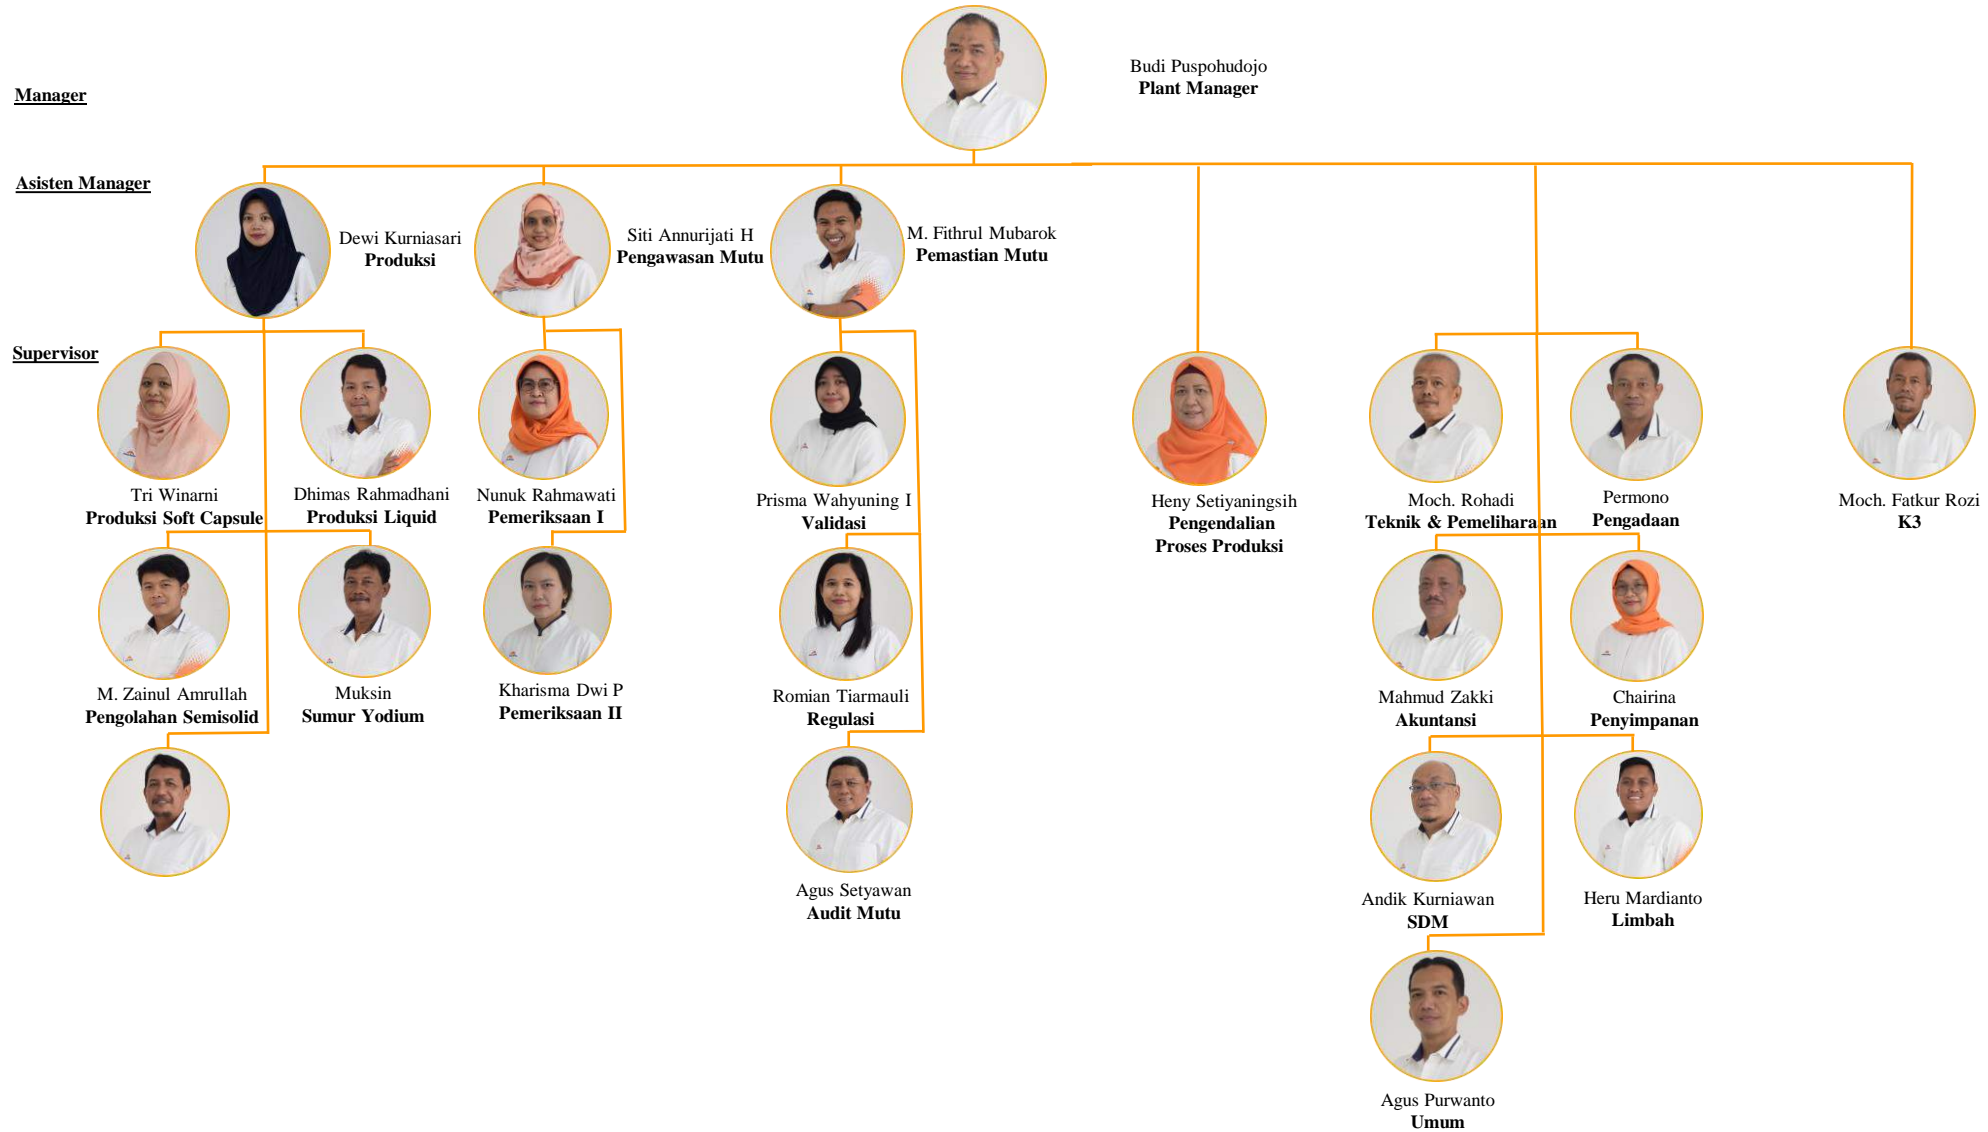 Budi Puspohudojo
Plant Manager
Manager
Asisten Manager
Dewi Kurniasari
Produksi
Siti Annurijati H
Pengawasan Mutu
M. Fithrul Mubarok
Pemastian Mutu
Supervisor
Tri Winarni
Produksi Soft Capsule
Dhimas Rahmadhani
Produksi Liquid
Nunuk Rahmawati
Pemeriksaan I
Prisma Wahyuning I
Validasi
Heny Setiyaningsih
Pengendalian
Proses Produksi
Moch. Rohadi
Teknik & Pemeliharaan
Permono
Pengadaan
Moch. Fatkur Rozi
K3
M. Zainul Amrullah
Pengolahan Semisolid
Muksin
Sumur Yodium
Kharisma Dwi P
Pemeriksaan II
Romian Tiarmauli
Regulasi
Mahmud Zakki
Akuntansi
Chairina
Penyimpanan
Agus Setyawan
Audit Mutu
Andik Kurniawan
SDM
Heru Mardianto
Limbah
Agus Purwanto
Umum